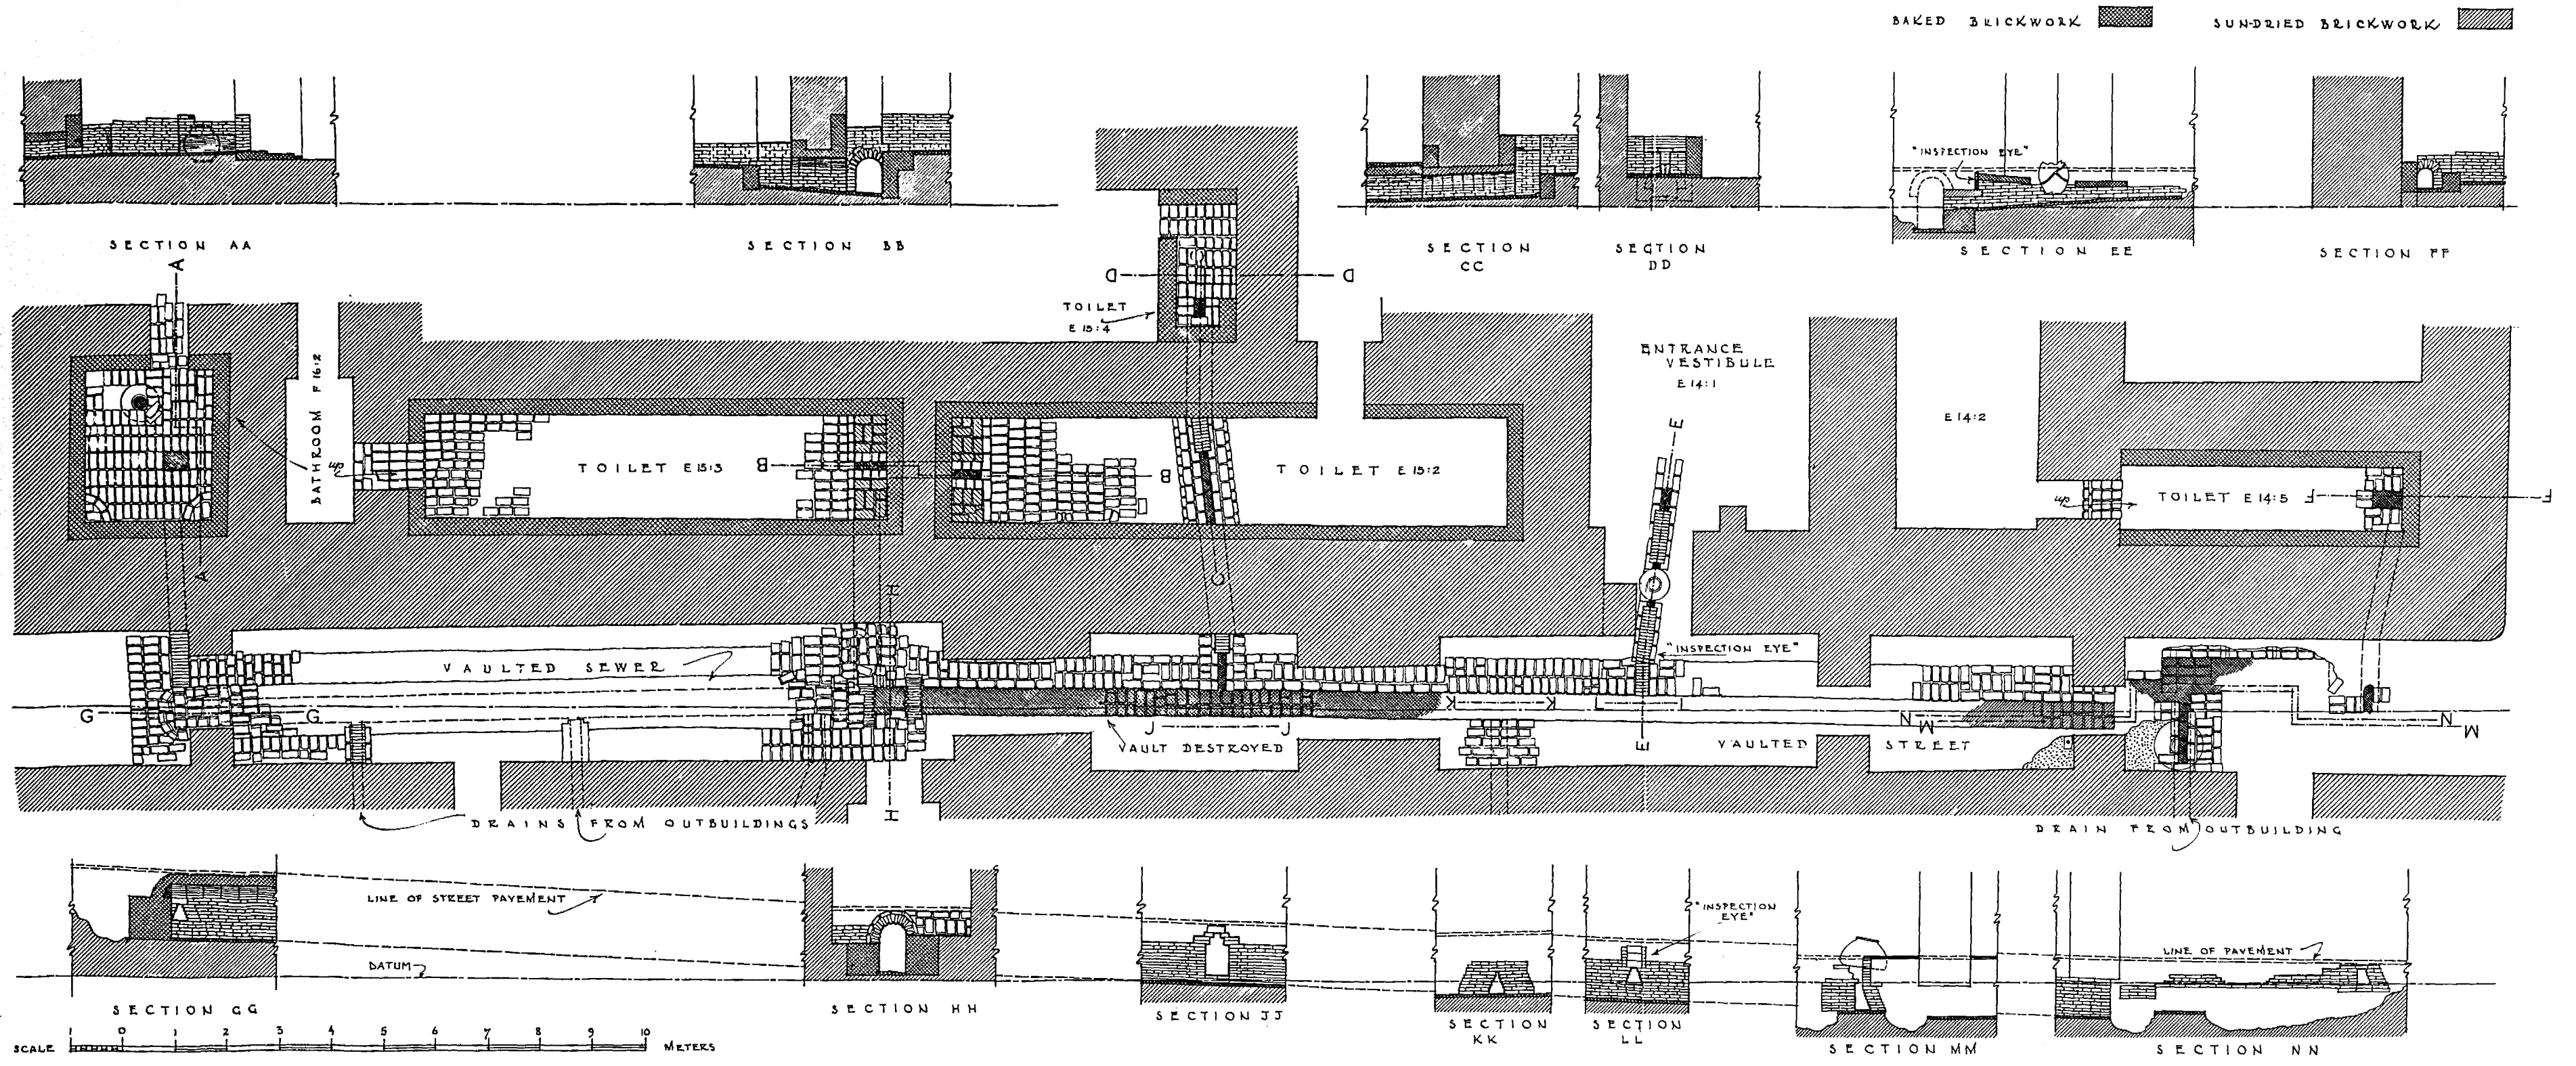 BAKED BRICKWORK
SUN-DRIED BRICKWORK
"INSPECTION EYE"
SECTION AA
SECTION BB
SECTION CC
SECTION DD
SECTION EE
SECTION FF
A
D D
TOILET
E 15:4
ENTRANCE
VESTIBULE
E 14:1
E 14:2
BATHROOM F 16:2
up
TOILET E 15:3
B
B
TOILET E 15:2
E
up
TOILET E 14:5
F
F
A
C
H
VAULTED SEWER
"INSPECTION EYE"
G
G
J J
K K
L
VAULT DESTROYED
E
VAULTED STREET
N
M
N
M
H
DRAINS FROM OUTBUILDINGS
DRAIN FROM OUTBUILDING
LINE OF STREET PAVEMENT
DATUM
"INSPECTION
EYE"
LINE OF PAVEMENT
SECTION GG
SECTION HH
SECTION JJ
SECTION
KK
SECTION
LL
SECTION MM
SECTION NN
SCALE 1 0 1 2 3 4 5 6 7 8 9 10 METERS